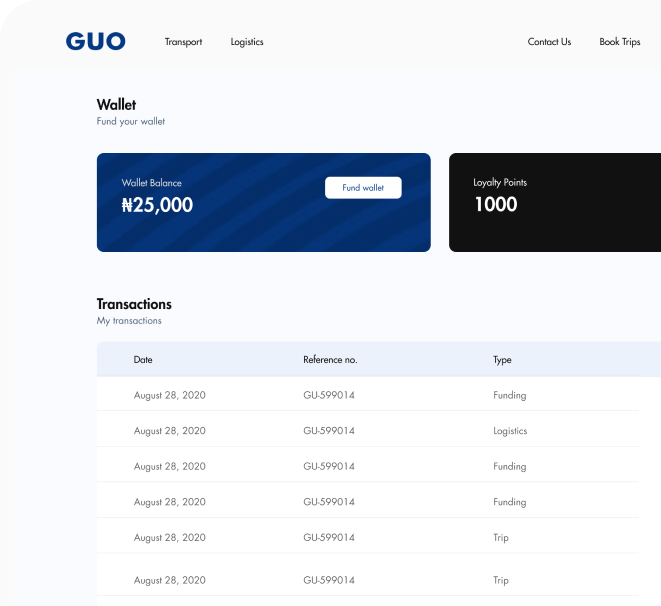 GUO Transport Logistics Contact Us Book Trips
Wallet
Fund your wallet
Wallet Balance
₦25,000
Fund wallet
Loyalty Points
1000
Transactions
My transactions
Date Reference no. Type
August 28, 2020 GU-599014 Funding
August 28, 2020 GU-599014 Logistics
August 28, 2020 GU-599014 Funding
August 28, 2020 GU-599014 Funding
August 28, 2020 GU-599014 Trip
August 28, 2020 GU-599014 Trip